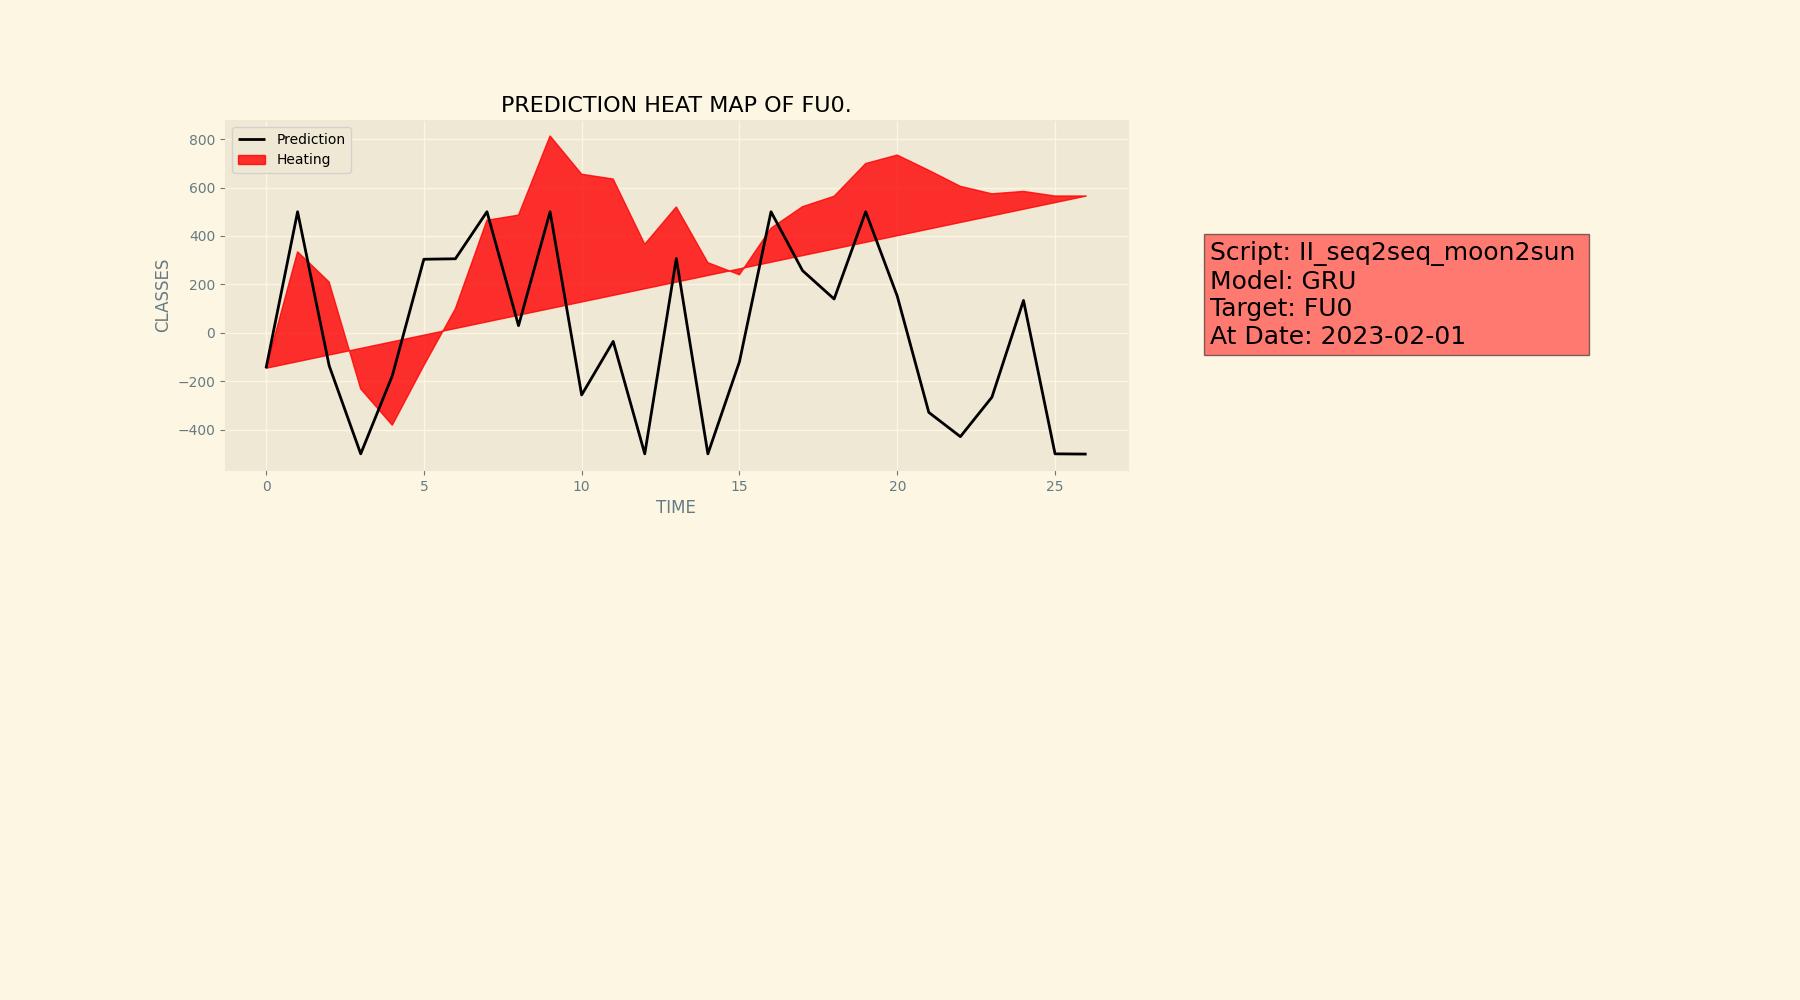 PREDICTION HEAT MAP OF FU0.
Prediction
Heating
800
600
400
200
0
−200
−400
CLASSES
0 5 10 15 20 25
TIME
Script: II_seq2seq_moon2sun
Model: GRU
Target: FU0
At Date: 2023-02-01